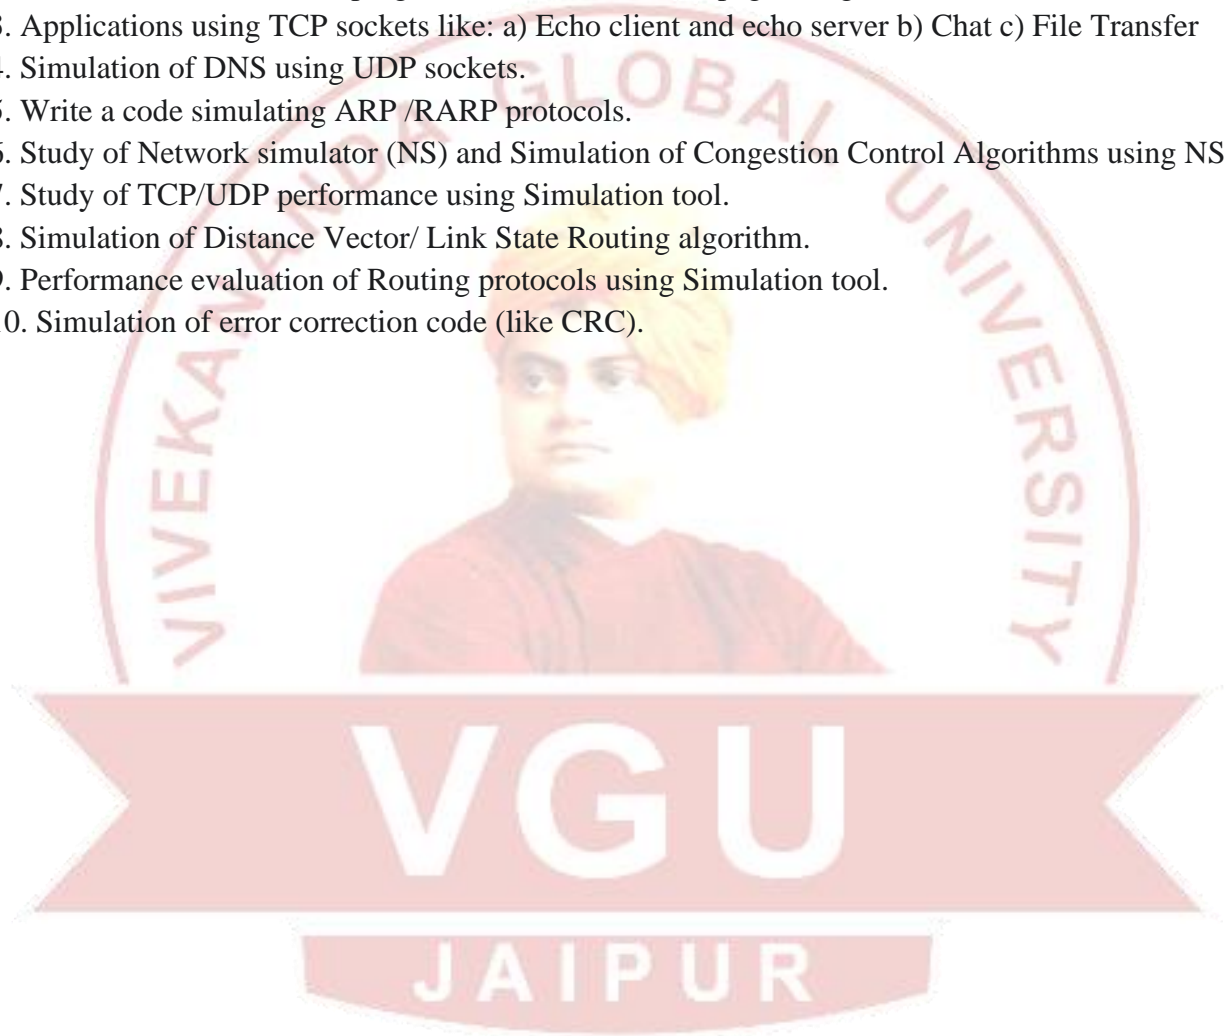 3. Applications using TCP sockets like: a) Echo client and echo server b) Chat c) File Transfer
4. Simulation of DNS using UDP sockets.
5. Write a code simulating ARP /RARP protocols.
6. Study of Network simulator (NS) and Simulation of Congestion Control Algorithms using NS
7. Study of TCP/UDP performance using Simulation tool.
8. Simulation of Distance Vector/ Link State Routing algorithm.
9. Performance evaluation of Routing protocols using Simulation tool.
10. Simulation of error correction code (like CRC).
VIVEKANANDA GLOBAL UNIVERSITY
VGU
JAIPUR